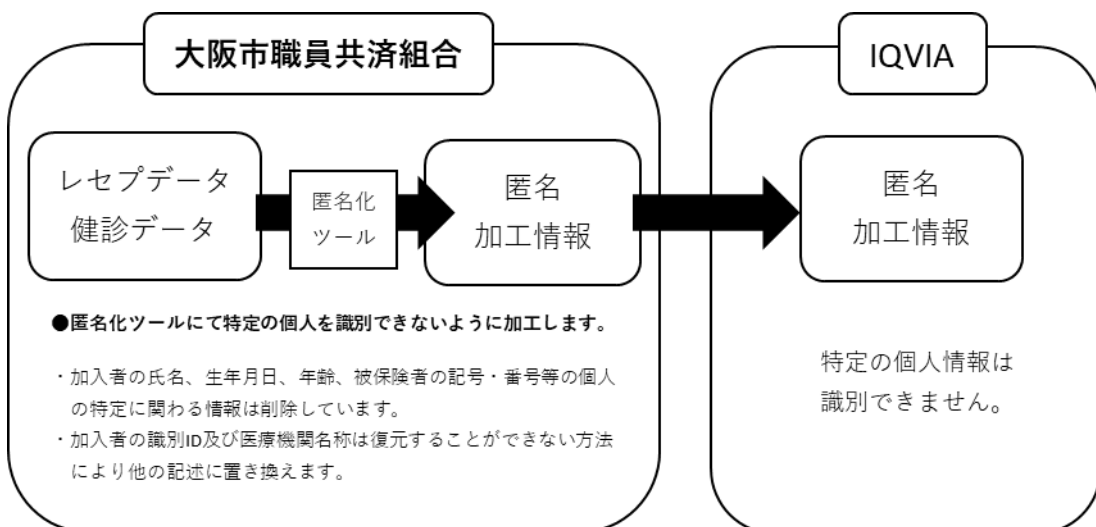 大阪市職員共済組合
IQVIA
レセプデータ
健診データ
匿名化
ツール
匿名
加工情報
匿名
加工情報
●匿名化ツールにて特定の個人を識別できないように加工します。
・加入者の氏名、生年月日、年齢、被保険者の記号・番号等の個人
の特定に関わる情報は削除しています。
・加入者の識別ID及び医療機関名称は復元することができない方法
により他の記述に置き換えます。
特定の個人情報は
識別できません。